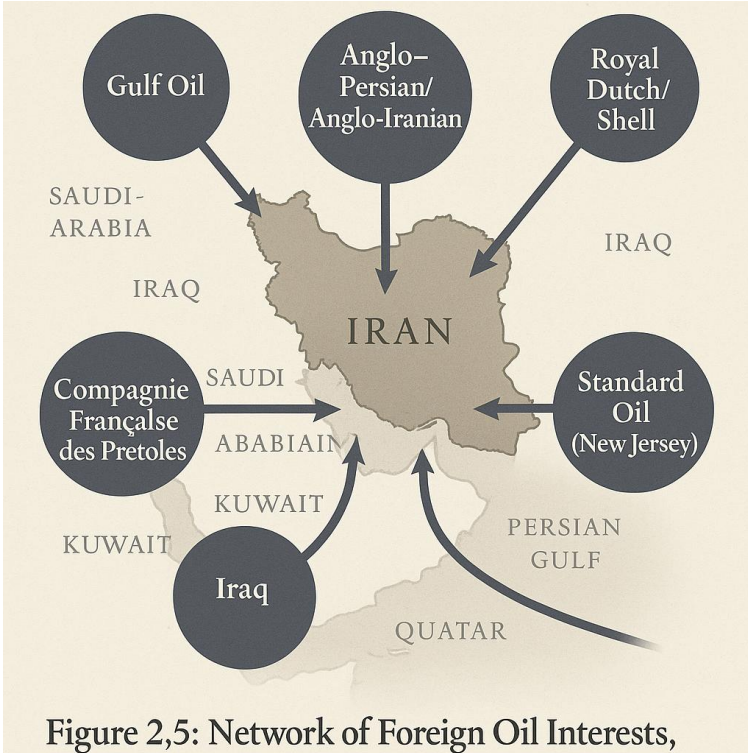 Gulf Oil
Anglo–
Persian/
Anglo-Iranian
Royal
Dutch/
Shell
SAUDI-
ARABIA
IRAQ
IRAQ
IRAN
Compagnie
Françalse
des Pretoles
SAUDI
ABABIAIN
KUWAIT
KUWAIT
Standard
Oil
(New Jersey)
Iraq
PERSIAN
GULF
QUATAR
Figure 2,5: Network of Foreign Oil Interests,